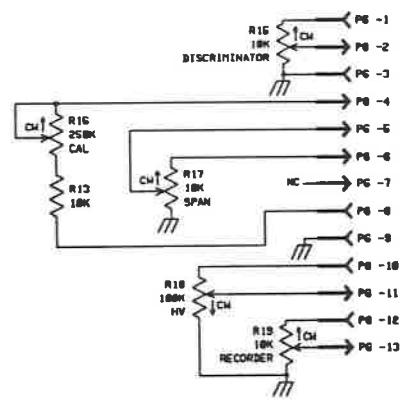 P6 -1
R15 CW
10K
DISCRIMINATOR
P6 -2
P6 -3
P6 -4
CW R16
250K
CAL
P6 -5
P6 -6
CW R17
10K
SPAN
NC P6 -7
R13
10K
P6 -8
P6 -9
P6 -10
R18
100K
HV
CW
P6 -11
P6 -12
R19 CW
10K
RECORDER
P6 -13